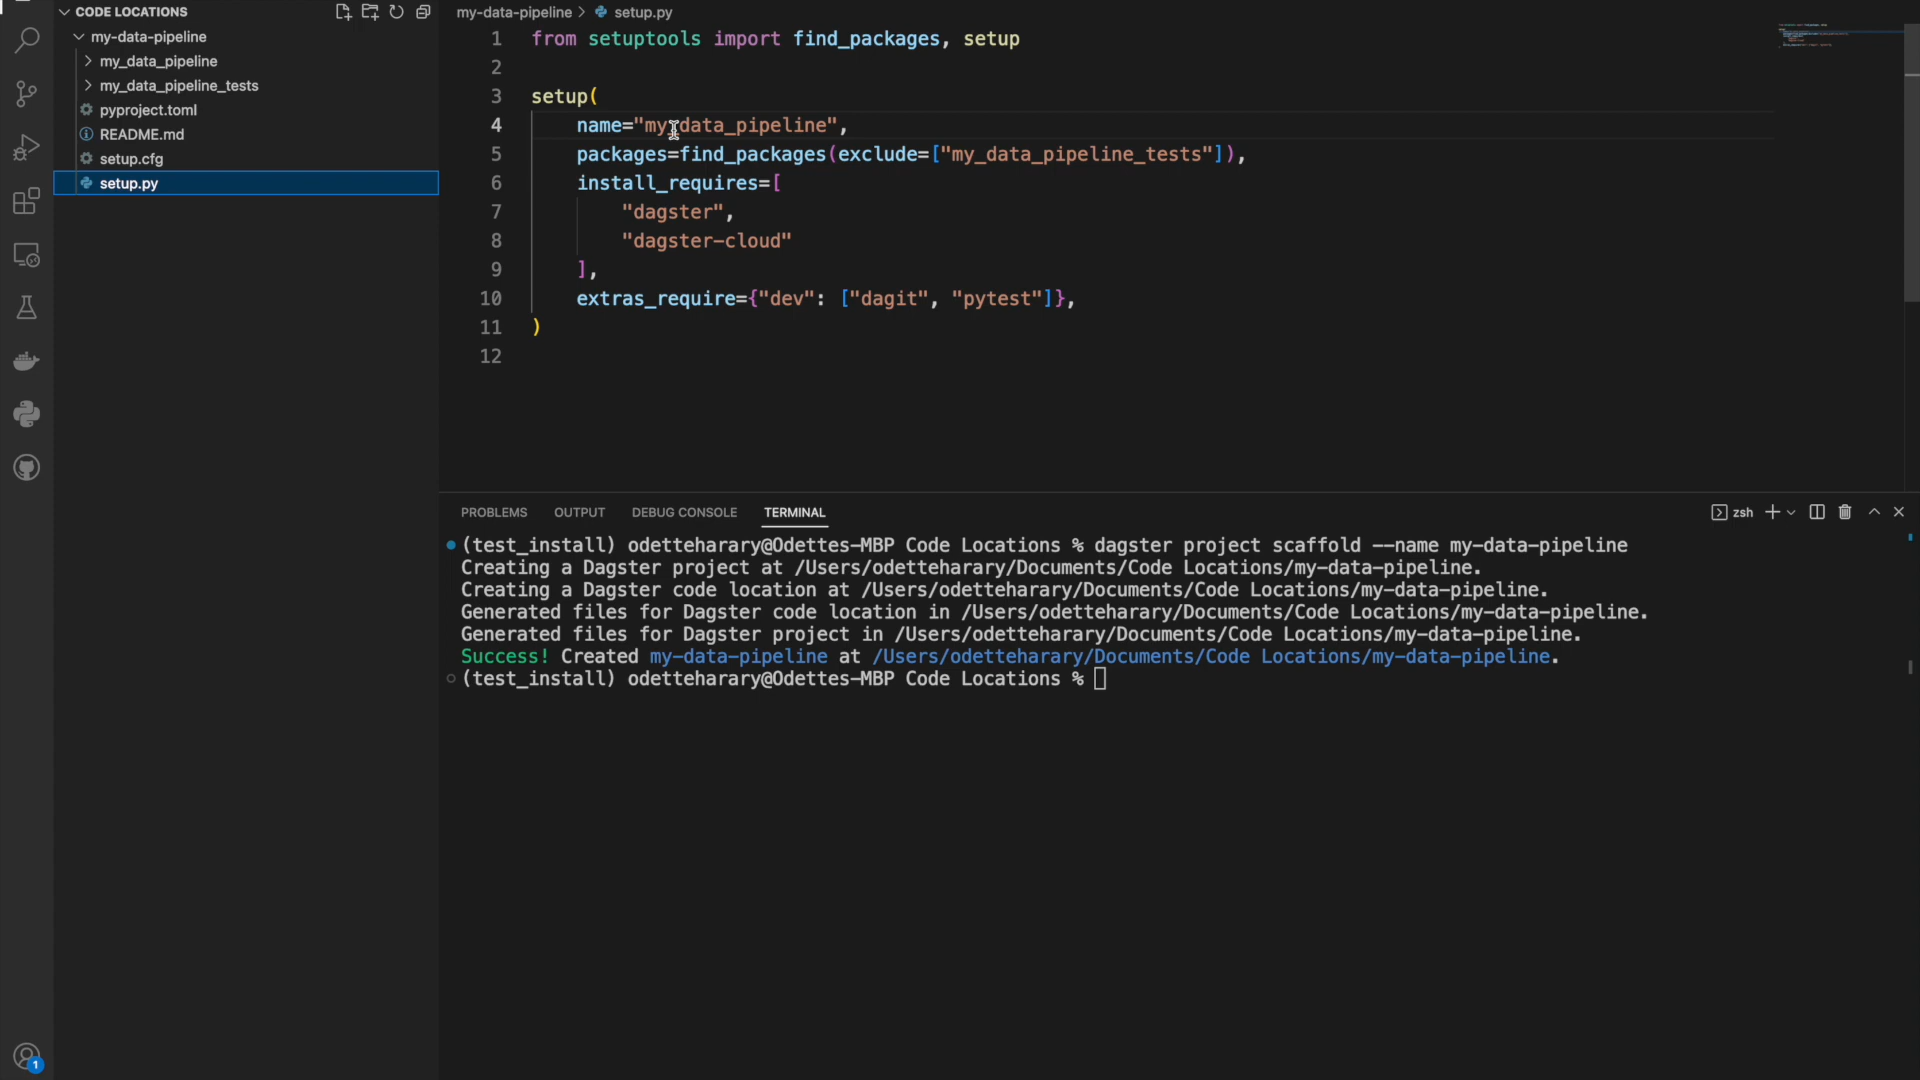 CODE LOCATIONS
my-data-pipeline
my_data_pipeline
my_data_pipeline_tests
pyproject.toml
README.md
setup.cfg
setup.py
1
my-data-pipeline > setup.py
1 from setuptools import find_packages, setup
2
3 setup(
4 name="my_data_pipeline",
5 packages=find_packages(exclude=["my_data_pipeline_tests"]),
6 install_requires=[
7 "dagster",
8 "dagster-cloud"
9 ],
10 extras_require={"dev": ["dagit", "pytest"]},
11 )
12
PROBLEMS OUTPUT DEBUG CONSOLE TERMINAL zsh
(test_install) odetteharary@Odettes-MBP Code Locations % dagster project scaffold --name my-data-pipeline
Creating a Dagster project at /Users/odetteharary/Documents/Code Locations/my-data-pipeline.
Creating a Dagster code location at /Users/odetteharary/Documents/Code Locations/my-data-pipeline.
Generated files for Dagster code location in /Users/odetteharary/Documents/Code Locations/my-data-pipeline.
Generated files for Dagster project in /Users/odetteharary/Documents/Code Locations/my-data-pipeline.
Success! Created my-data-pipeline at /Users/odetteharary/Documents/Code Locations/my-data-pipeline.
(test_install) odetteharary@Odettes-MBP Code Locations %